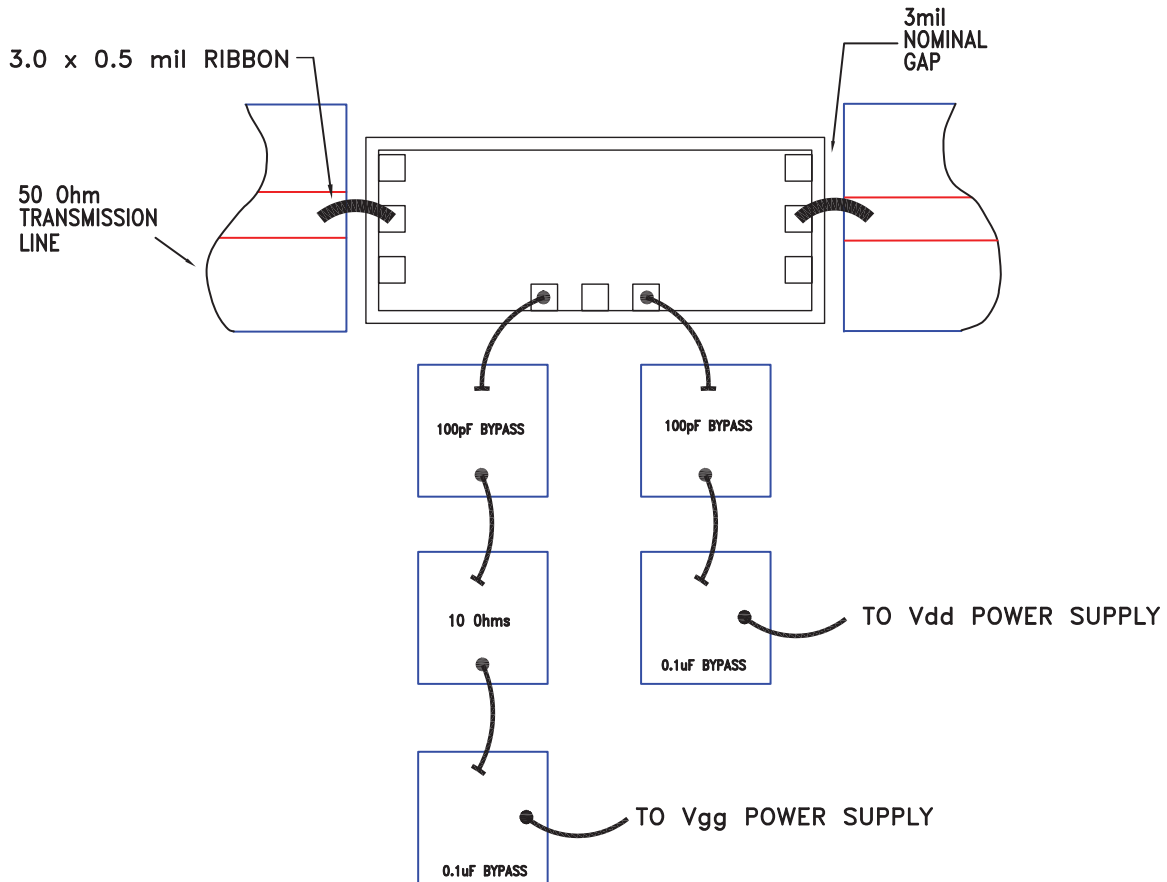 3mil
NOMINAL
GAP
3.0 x 0.5 mil RIBBON
50 Ohm
TRANSMISSION
LINE
100pF BYPASS
100pF BYPASS
10 Ohms
TO Vdd POWER SUPPLY
0.1uF BYPASS
TO Vgg POWER SUPPLY
0.1uF BYPASS